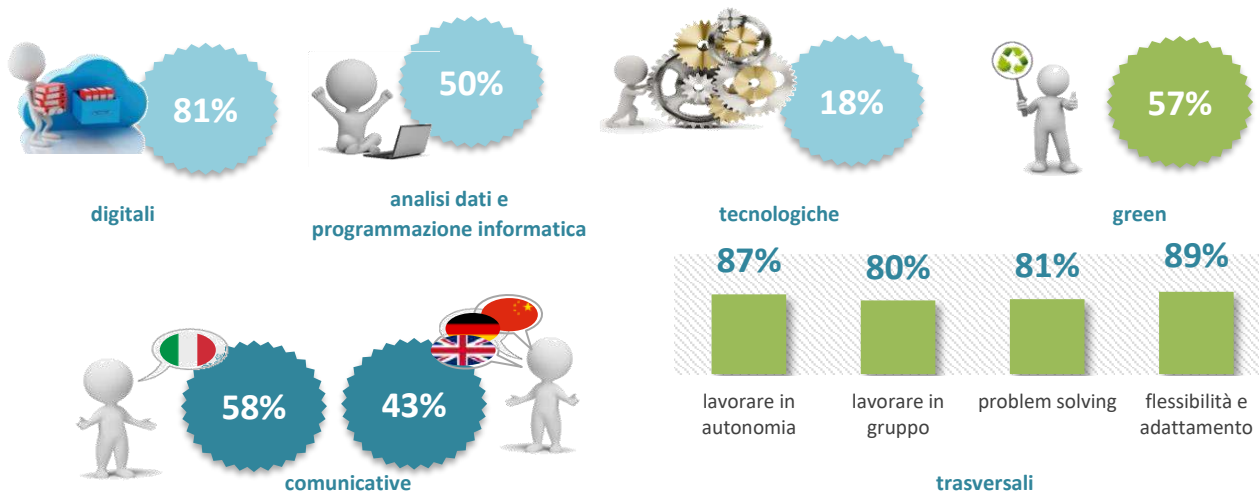 81%
digitali
50%
analisi dati e
programmazione informatica
18%
tecnologiche
57%
green
58%
43%
comunicative
87%
lavorare in
autonomia
80%
lavorare in
gruppo
81%
problem solving
89%
flessibilità e
adattamento
trasversali